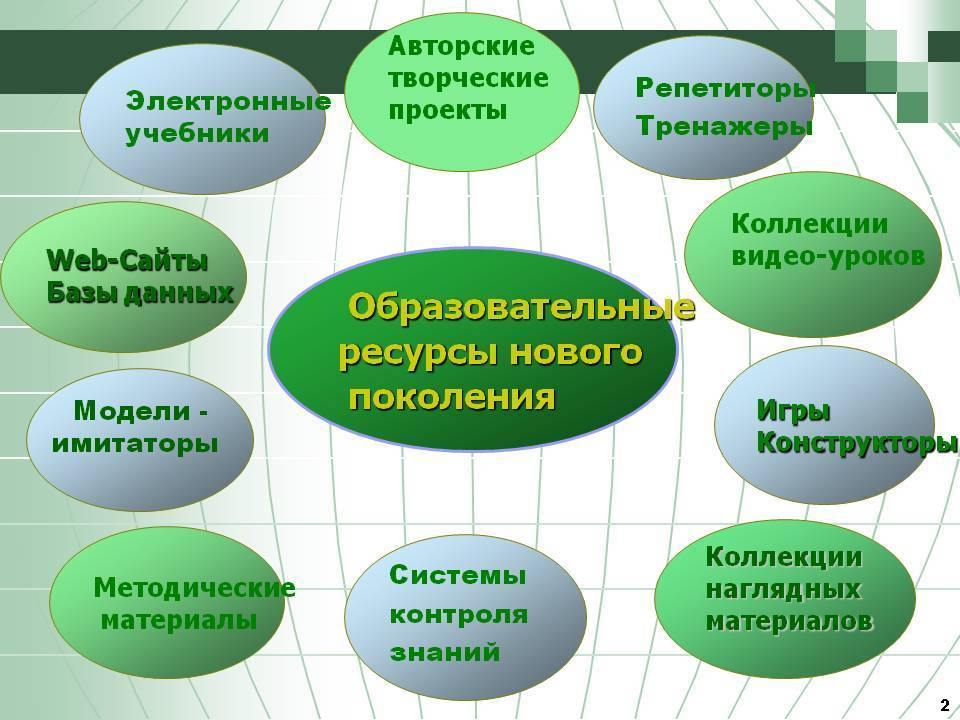 Авторские
творческие
проекты
Электронные
учебники
Репетиторы
Тренажеры
Коллекции
видео-уроков
Web-Сайты
Базы данных
Образовательные
ресурсы нового
поколения
Модели -
имитаторы
Игры
Конструкторы
Методические
материалы
Системы
контроля
знаний
Коллекции
наглядных
материалов
2